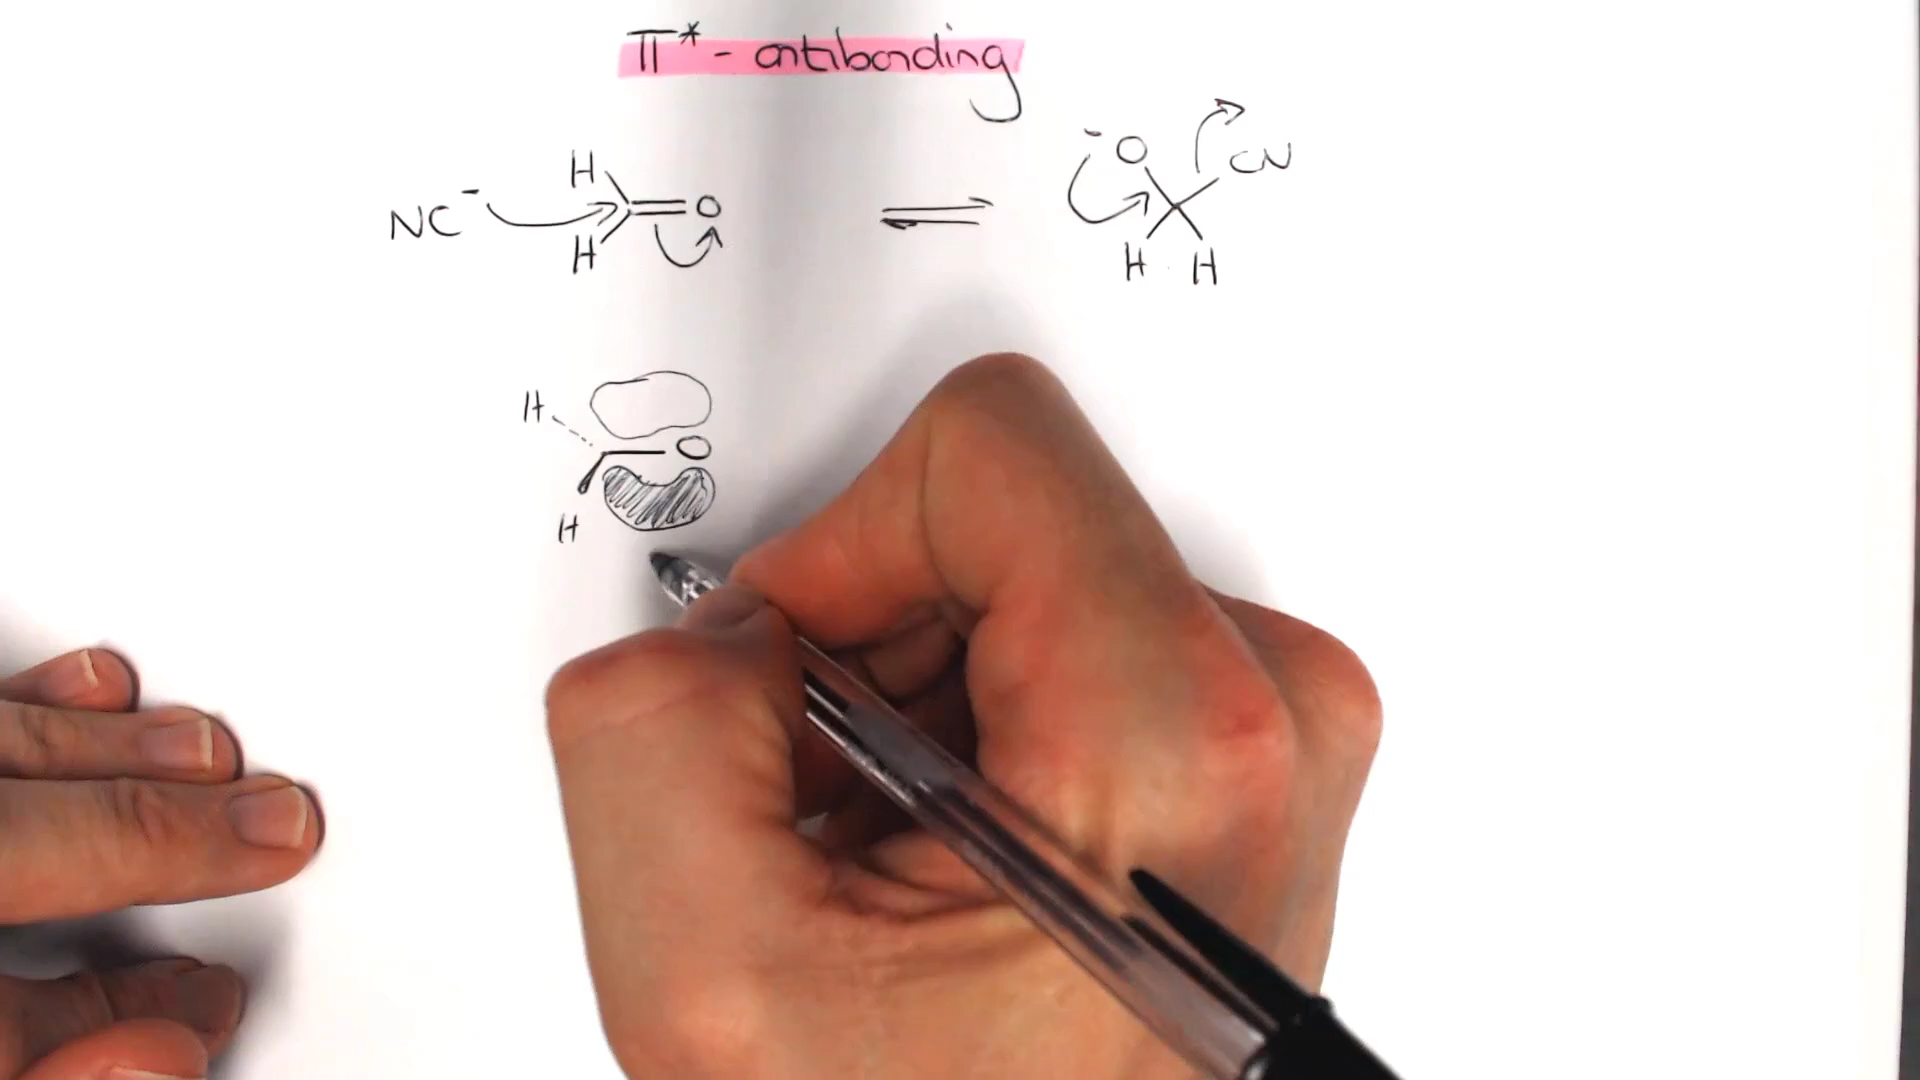 π* - antibonding
NC⁻ H H O ⇌ ⁻O CN H H
H O
H